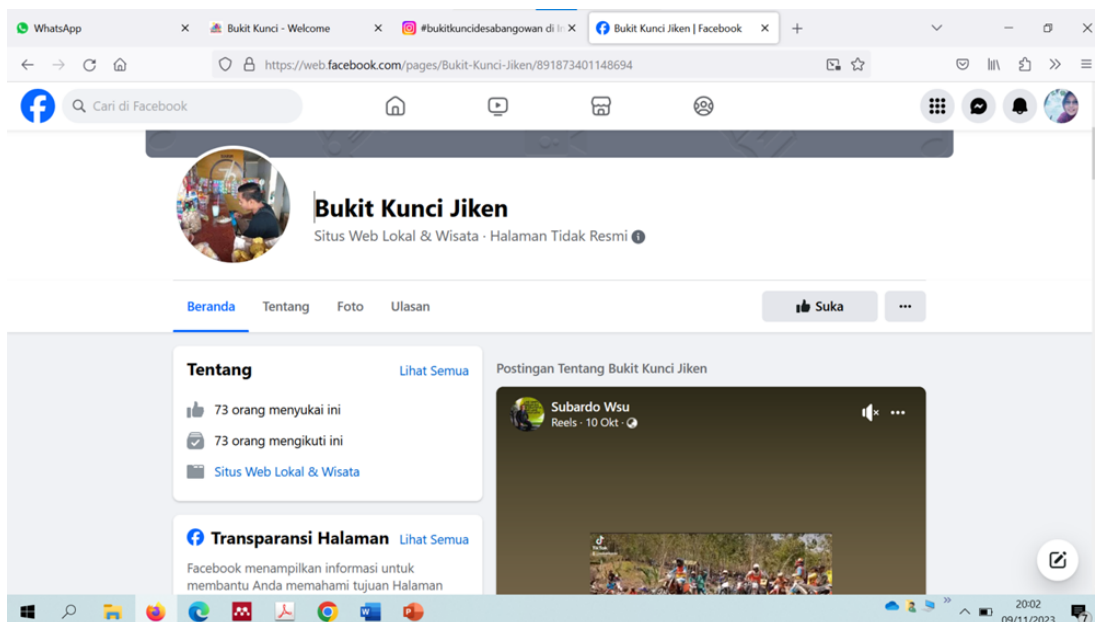 WhatsApp
Bukit Kunci - Welcome
#bukitkuncidesabangowan di In
Bukit Kunci Jiken | Facebook
https://web.facebook.com/pages/Bukit-Kunci-Jiken/891873401148694
Cari di Facebook
Bukit Kunci Jiken
Situs Web Lokal & Wisata · Halaman Tidak Resmi
Beranda Tentang Foto Ulasan
Suka
Tentang
Lihat Semua
73 orang menyukai ini
73 orang mengikuti ini
Situs Web Lokal & Wisata
Transparansi Halaman
Lihat Semua
Facebook menampilkan informasi untuk
membantu Anda memahami tujuan Halaman
Postingan Tentang Bukit Kunci Jiken
Subardo Wsu
Reels · 10 Okt ·
TikTok
20:02
09/11/2023
7